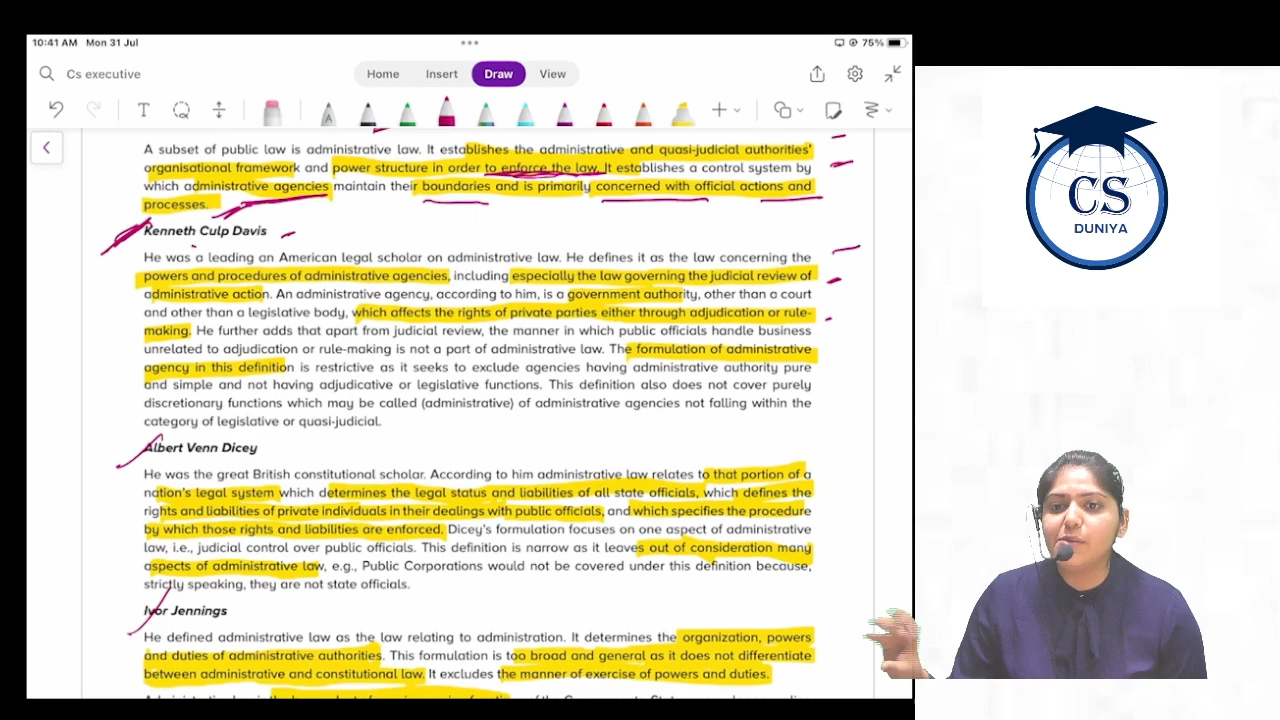 10:41 AM Mon 31 Jul
75%
Cs executive
Home Insert Draw View
T
A
A subset of public law is administrative law. It establishes the administrative and quasi-judicial authorities'
organisational framework and power structure in order to enforce the law. It establishes a control system by
which administrative agencies maintain their boundaries and is primarily concerned with official actions and
processes.
Kenneth Culp Davis
He was a leading an American legal scholar on administrative law. He defines it as the law concerning the
powers and procedures of administrative agencies, including especially the law governing the judicial review of
administrative action. An administrative agency, according to him, is a government authority, other than a court
and other than a legislative body, which affects the rights of private parties either through adjudication or rule-
making. He further adds that apart from judicial review, the manner in which public officials handle business
unrelated to adjudication or rule-making is not a part of administrative law. The formulation of administrative
agency in this definition is restrictive as it seeks to exclude agencies having administrative authority pure
and simple and not having adjudicative or legislative functions. This definition also does not cover purely
discretionary functions which may be called (administrative) of administrative agencies not falling within the
category of legislative or quasi-judicial.
Albert Venn Dicey
He was the great British constitutional scholar. According to him administrative law relates to that portion of a
nation's legal system which determines the legal status and liabilities of all state officials, which defines the
rights and liabilities of private individuals in their dealings with public officials, and which specifies the procedure
by which those rights and liabilities are enforced. Dicey's formulation focuses on one aspect of administrative
law, i.e., judicial control over public officials. This definition is narrow as it leaves out of consideration many
aspects of administrative law, e.g., Public Corporations would not be covered under this definition because,
strictly speaking, they are not state officials.
Ivor Jennings
He defined administrative law as the law relating to administration. It determines the organization, powers
and duties of administrative authorities. This formulation is too broad and general as it does not differentiate
between administrative and constitutional law. It excludes the manner of exercise of powers and duties.
CS
DUNIYA